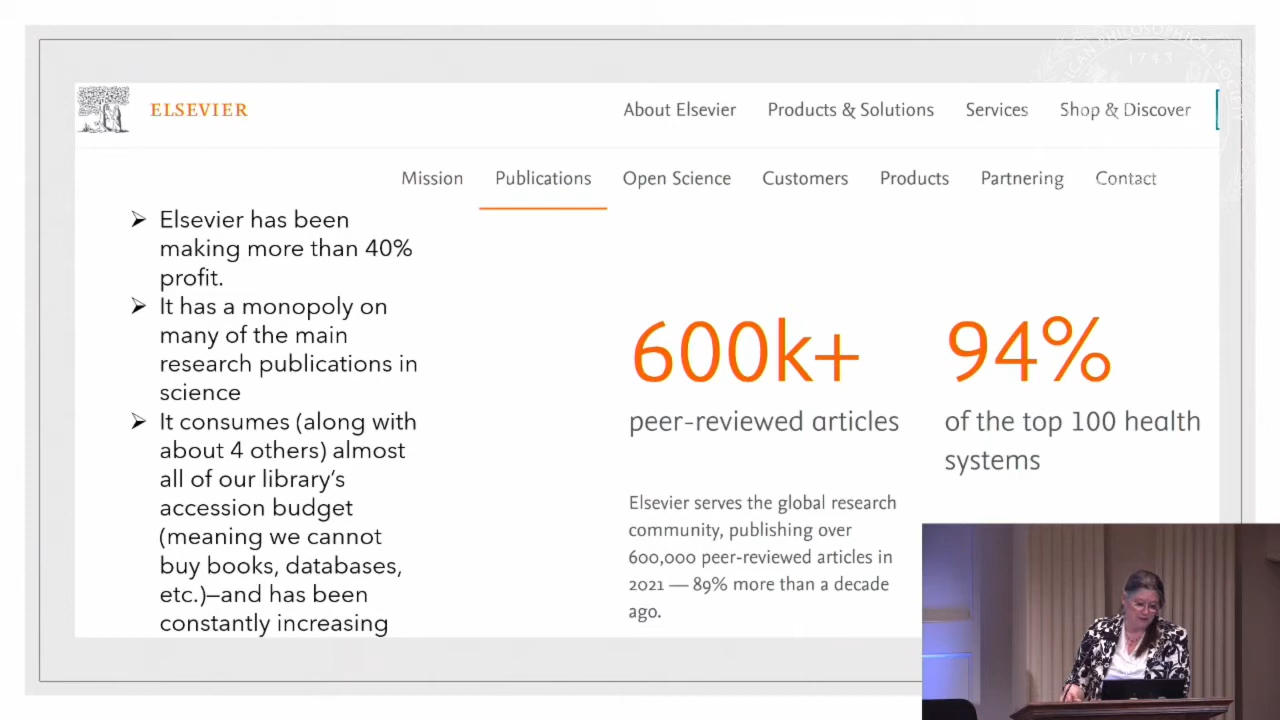 AMERICAN PHILOSOPHICAL SOCIETY
1743
ELSEVIER
About Elsevier Products & Solutions Services Shop & Discover
Mission Publications Open Science Customers Products Partnering Contact
➢ Elsevier has been
making more than 40%
profit.
➢ It has a monopoly on
many of the main
research publications in
science
➢ It consumes (along with
about 4 others) almost
all of our library’s
accession budget
(meaning we cannot
buy books, databases,
etc.)—and has been
constantly increasing
600k+
peer-reviewed articles
Elsevier serves the global research
community, publishing over
600,000 peer-reviewed articles in
2021 — 89% more than a decade
ago.
94%
of the top 100 health
systems